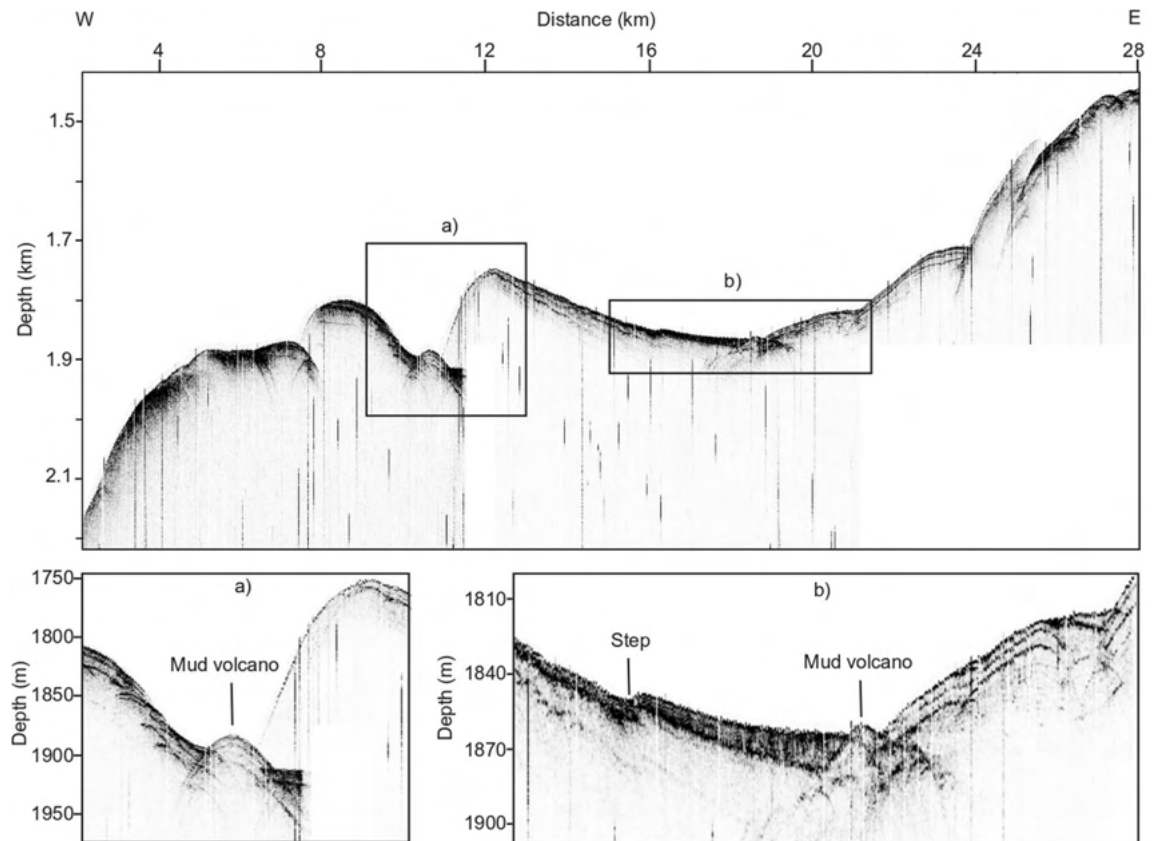 W Distance (km) E
4 8 12 16 20 24 28
Depth (km)
1.5
1.7
1.9
2.1
a)
b)
a)
Depth (m)
1750
1800
1850
1900
1950
Mud volcano
b)
Depth (m)
1810
1840
1870
1900
Step
Mud volcano